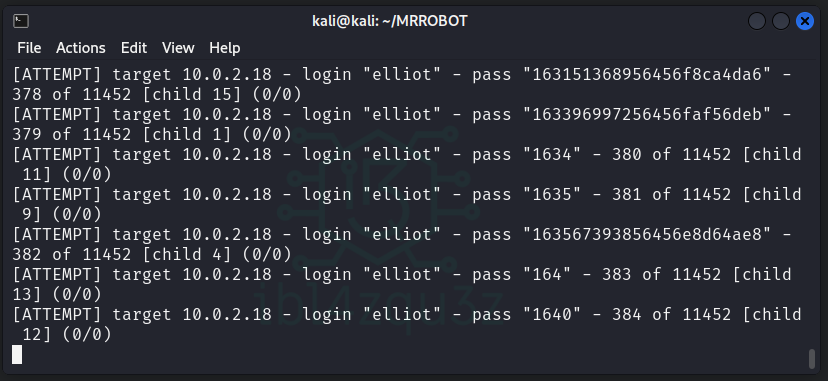 kali@kali: ~/MRROBOT
File Actions Edit View Help
[ATTEMPT] target 10.0.2.18 - login "elliot" - pass "163151368956456f8ca4da6" -
378 of 11452 [child 15] (0/0)
[ATTEMPT] target 10.0.2.18 - login "elliot" - pass "163396997256456faf56deb" -
379 of 11452 [child 1] (0/0)
[ATTEMPT] target 10.0.2.18 - login "elliot" - pass "1634" - 380 of 11452 [child
11] (0/0)
[ATTEMPT] target 10.0.2.18 - login "elliot" - pass "1635" - 381 of 11452 [child
9] (0/0)
[ATTEMPT] target 10.0.2.18 - login "elliot" - pass "163567393856456e8d64ae8" -
382 of 11452 [child 4] (0/0)
[ATTEMPT] target 10.0.2.18 - login "elliot" - pass "164" - 383 of 11452 [child
13] (0/0)
[ATTEMPT] target 10.0.2.18 - login "elliot" - pass "1640" - 384 of 11452 [child
12] (0/0)
ibl4zqu3z